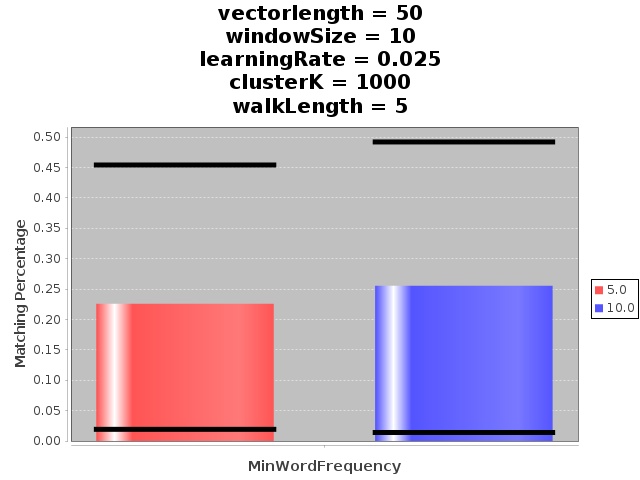 vectorlength = 50
windowSize = 10
learningRate = 0.025
clusterK = 1000
walkLength = 5
Matching Percentage
0.50
0.45
0.40
0.35
0.30
0.25
0.20
0.15
0.10
0.05
0.00
5.0
10.0
MinWordFrequency